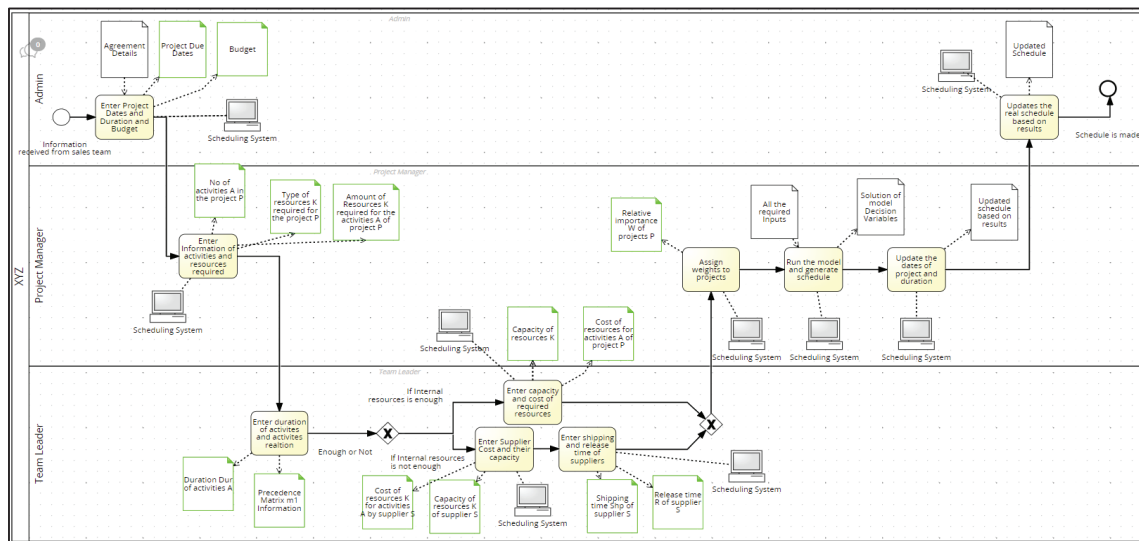 Admin
0
Agreement
Details
Project Due
Dates
Budget
Updated
Schedule
Enter Project
Dates and
Duration and
Budget
Scheduling System
Scheduling System
Updates the
real schedule
based on
results
Information
received from sales team
Schedule is made
Admin
Project Manager
No of
activities A in
the project P
Type of
resources K
required for
the project P
Amount of
Resources K
required for the
activities A of
project P
Relative
importance
W of
projects P
All the
required
Inputs
Solution of
model
Decision
Variables
Updated
schedule
based on
results
Enter
Information of
activities and
resources
required
Assign
weights to
projects
Run the model
and generate
schedule
Update the
dates of
project and
duration
Scheduling System
Scheduling System
Scheduling System
Scheduling System
Scheduling System
Capacity of
resources K
Cost of
resources for
activities A of
project P
Project Manager
XYZ
Team Leader
If Internal
resources is enough
Enter capacity
and cost of
required
resources
Enter duration
of activites
and activites
realtion
Enough or Not
X
X
If Internal resources
is not enough
Enter Supplier
Cost and their
capacity
Enter shipping
and release
time of
suppliers
Scheduling System
Duration Dur
of activities A
Precedence
Matrix m1
Information
Cost of
resources K
for activities
A by supplier S
Capacity of
resources K
of supplier S
Scheduling System
Shipping
time Shp of
supplier S
Release time
R of supplier
S
Team Leader